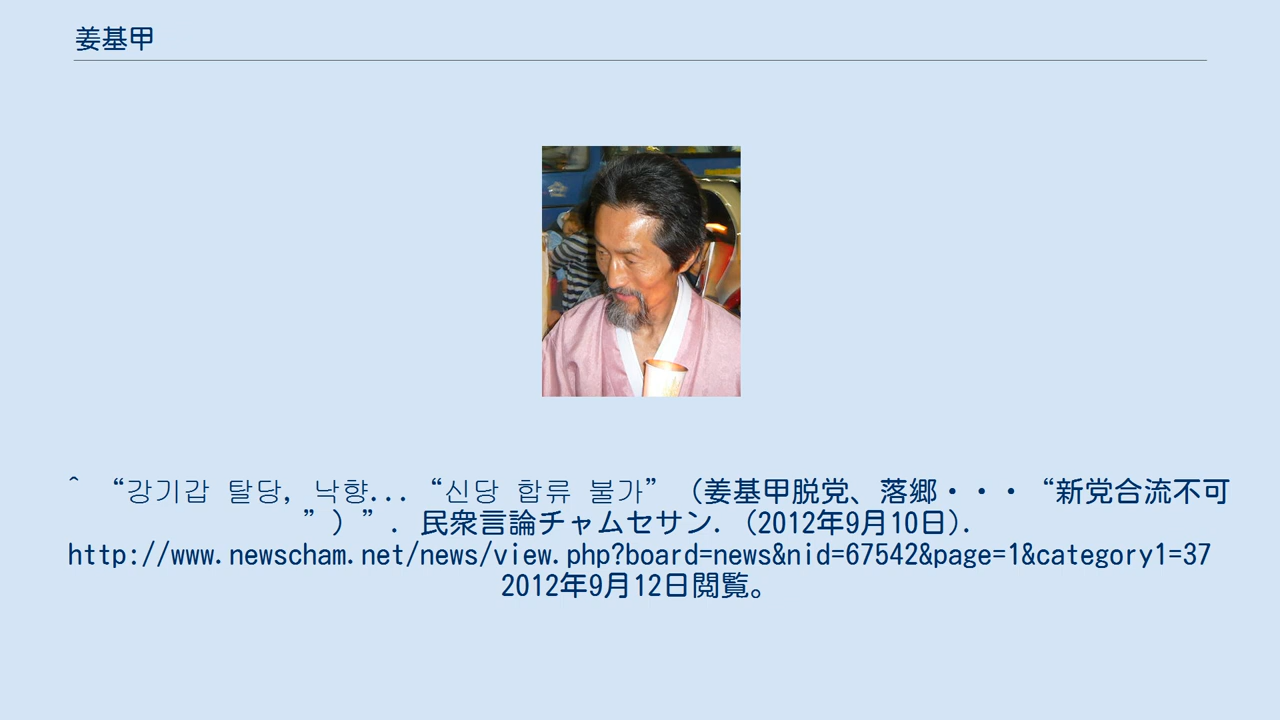 姜基甲
^ “강기갑 탈당, 낙향... “신당 합류 불가” (姜基甲脱党、落郷・・・“新党合流不可
”)”. 民衆言論チャムセサン. (2012年9月10日).
http://www.newscham.net/news/view.php?board=news&nid=67542&page=1&category1=37
2012年9月12日閲覧。